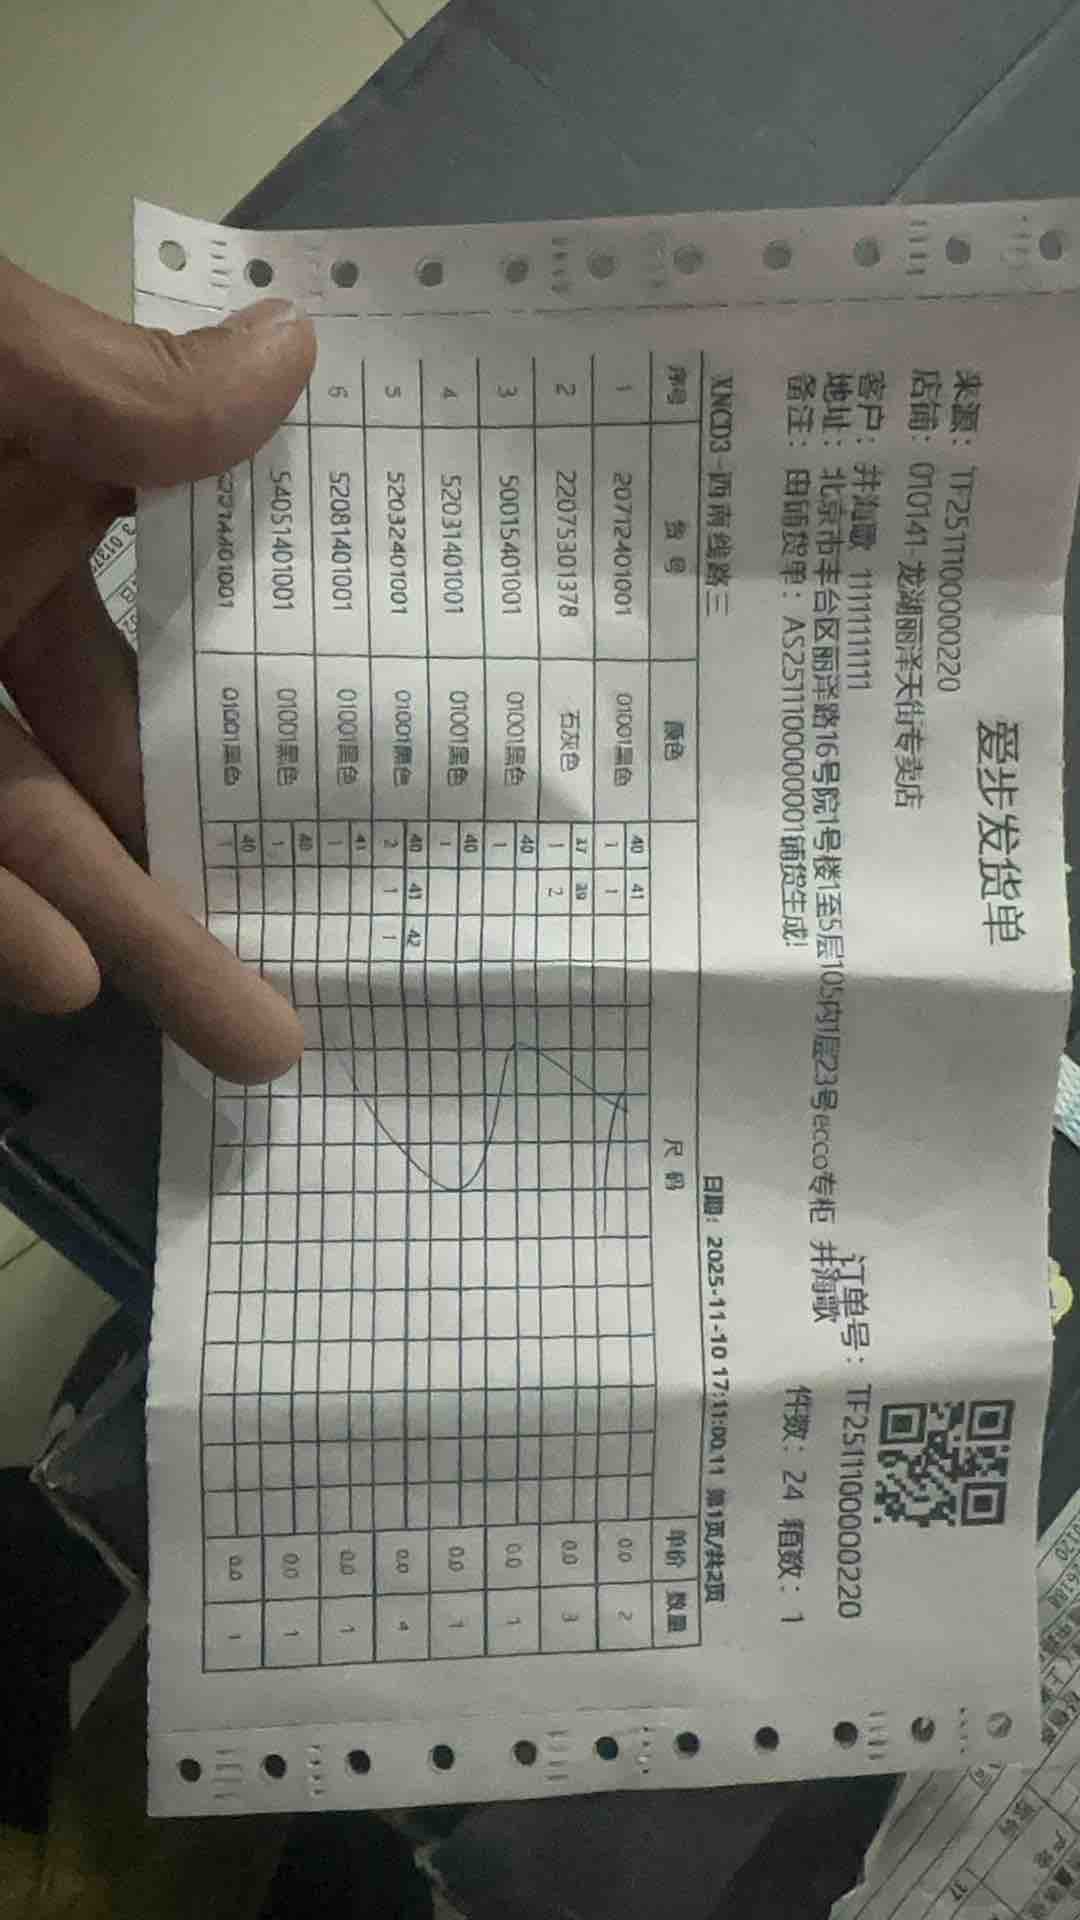 爱步发货单
来源：TF25111000000220
店铺：010141-龙湖丽泽天街专卖店
订单号：TF25111000000220
客户：井海歌 11111111111
地址：北京市丰台区丽泽路16号院1号楼1至5层105内1层23号ecco专柜 井海歌
件数：24 箱数：1
备注：由铺货单：AS25111000000001铺货生成!
XNCD3-西南线路三
日期：2025-11-10 17:11:00.11 第1页/共2页
序号 货号 颜色 尺码 单价 数量
40 41
1 20712401001 01001黑色 1 1 0.0 2
37 39
2 22075301378 石灰色 1 2 0.0 3
40
3 50015401001 01001黑色 1 0.0 1
40
4 52031401001 01001黑色 1 0.0 1
40 41 42
5 52032401001 01001黑色 2 1 1 0.0 4
41
6 52081401001 01001黑色 1 0.0 1
40
54051401001 01001黑色 1 0.0 1
40
01001黑色 1 0.0 1